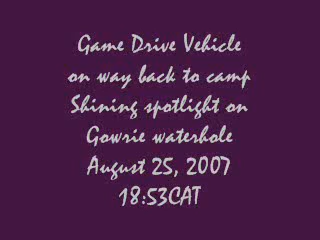 Game Drive Vehicle
on way back to camp
Shining spotlight on
Gowrie waterhole
August 25, 2007
18:53CAT